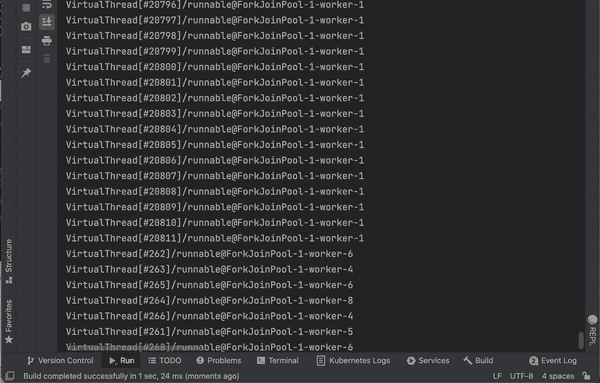 VirtualThread[#20796]/runnable@ForkJoinPool-1-worker-1
VirtualThread[#20797]/runnable@ForkJoinPool-1-worker-1
VirtualThread[#20798]/runnable@ForkJoinPool-1-worker-1
VirtualThread[#20799]/runnable@ForkJoinPool-1-worker-1
VirtualThread[#20800]/runnable@ForkJoinPool-1-worker-1
VirtualThread[#20801]/runnable@ForkJoinPool-1-worker-1
VirtualThread[#20802]/runnable@ForkJoinPool-1-worker-1
VirtualThread[#20803]/runnable@ForkJoinPool-1-worker-1
VirtualThread[#20804]/runnable@ForkJoinPool-1-worker-1
VirtualThread[#20805]/runnable@ForkJoinPool-1-worker-1
VirtualThread[#20806]/runnable@ForkJoinPool-1-worker-1
VirtualThread[#20807]/runnable@ForkJoinPool-1-worker-1
VirtualThread[#20808]/runnable@ForkJoinPool-1-worker-1
VirtualThread[#20809]/runnable@ForkJoinPool-1-worker-1
VirtualThread[#20810]/runnable@ForkJoinPool-1-worker-1
VirtualThread[#20811]/runnable@ForkJoinPool-1-worker-1
VirtualThread[#262]/runnable@ForkJoinPool-1-worker-6
VirtualThread[#263]/runnable@ForkJoinPool-1-worker-4
VirtualThread[#265]/runnable@ForkJoinPool-1-worker-6
VirtualThread[#264]/runnable@ForkJoinPool-1-worker-8
VirtualThread[#266]/runnable@ForkJoinPool-1-worker-4
VirtualThread[#261]/runnable@ForkJoinPool-1-worker-5
VirtualThread[#268]/runnable@ForkJoinPool-1-worker-6
Structure
Favorites
REPL
Version Control
Run
TODO
Problems
Terminal
Kubernetes Logs
Services
Build
Event Log
Build completed successfully in 1 sec, 24 ms (moments ago)
LF
UTF-8
4 spaces